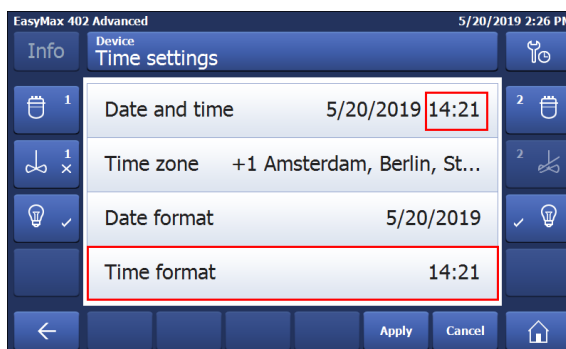 EasyMax 402 Advanced 5/20/2019 2:26 PM
Info
Device
Time settings
1
Date and time 5/20/2019 14:21
2
1
x
Time zone +1 Amsterdam, Berlin, St...
2
Date format 5/20/2019
Time format 14:21
Apply Cancel